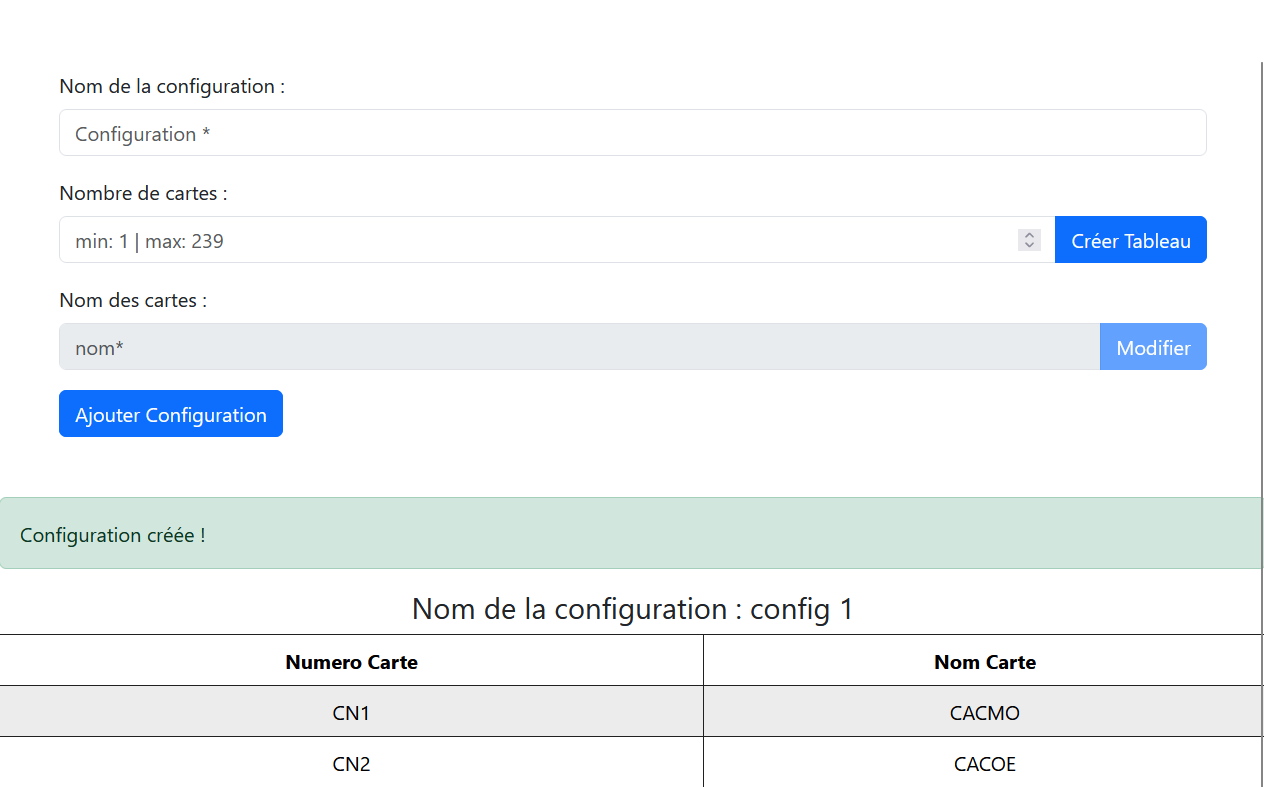 Nom de la configuration :
Configuration *
Nombre de cartes :
min: 1 | max: 239
Créer Tableau
Nom des cartes :
nom*
Modifier
Ajouter Configuration
Configuration créée !
Nom de la configuration : config 1
Numero Carte Nom Carte
CN1 CACMO
CN2 CACOE